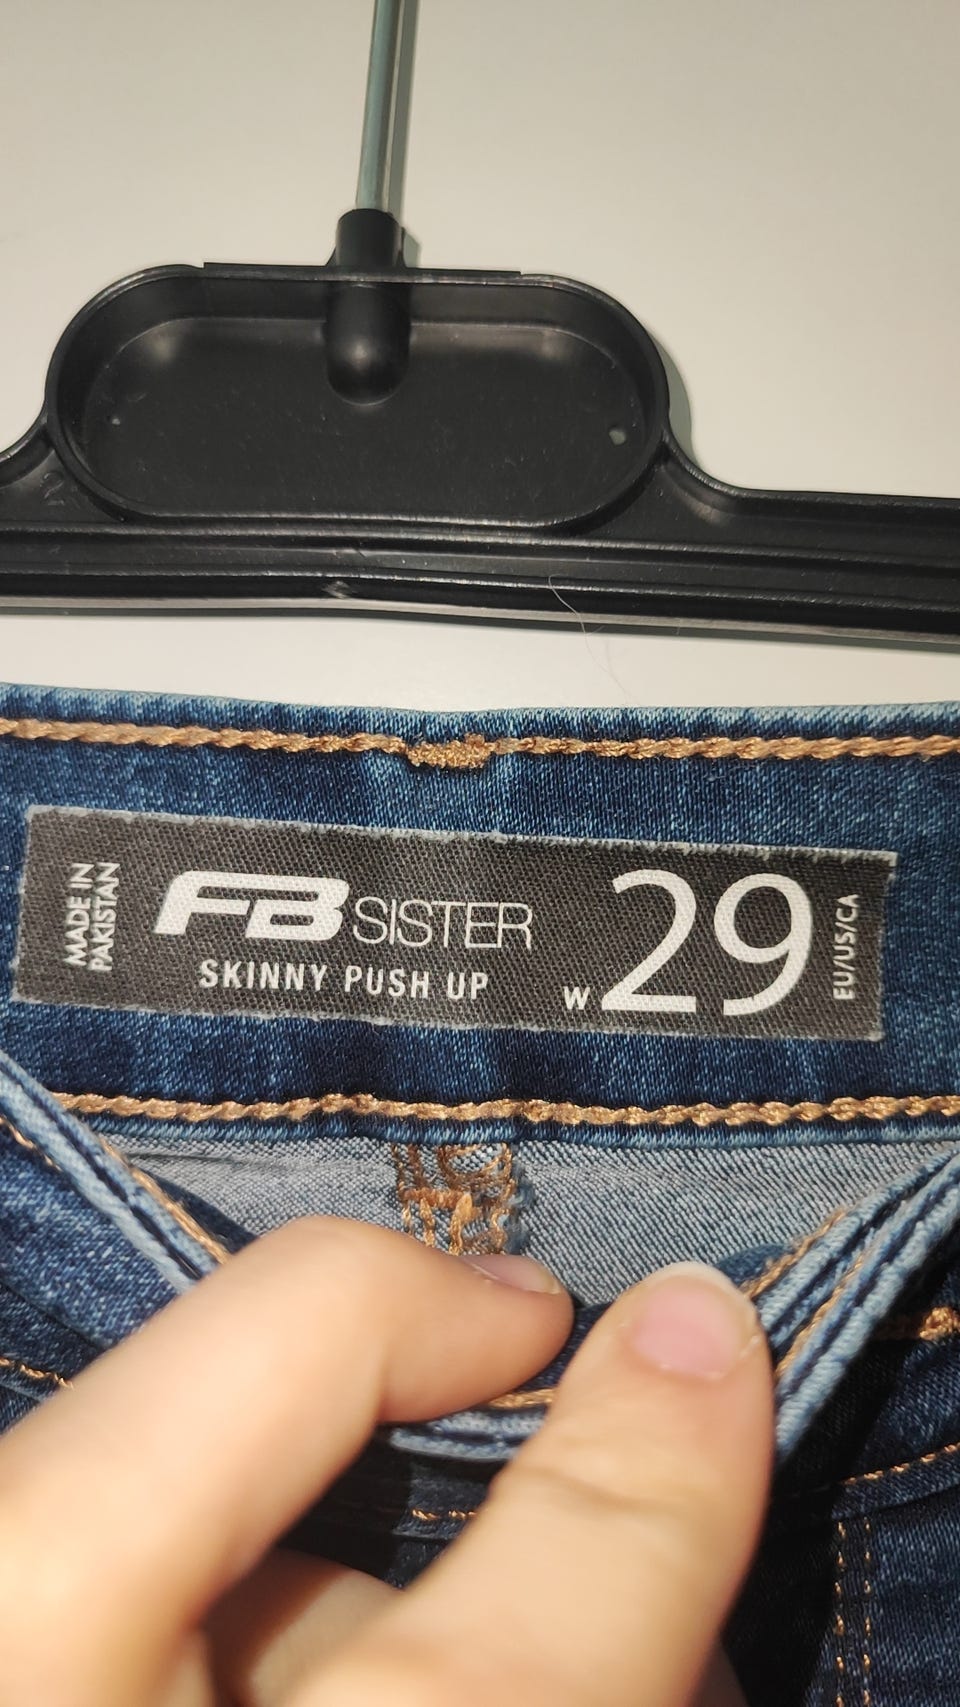 MADE IN
PAKISTAN
FB SISTER
SKINNY PUSH UP
W 29
EU/US/CA